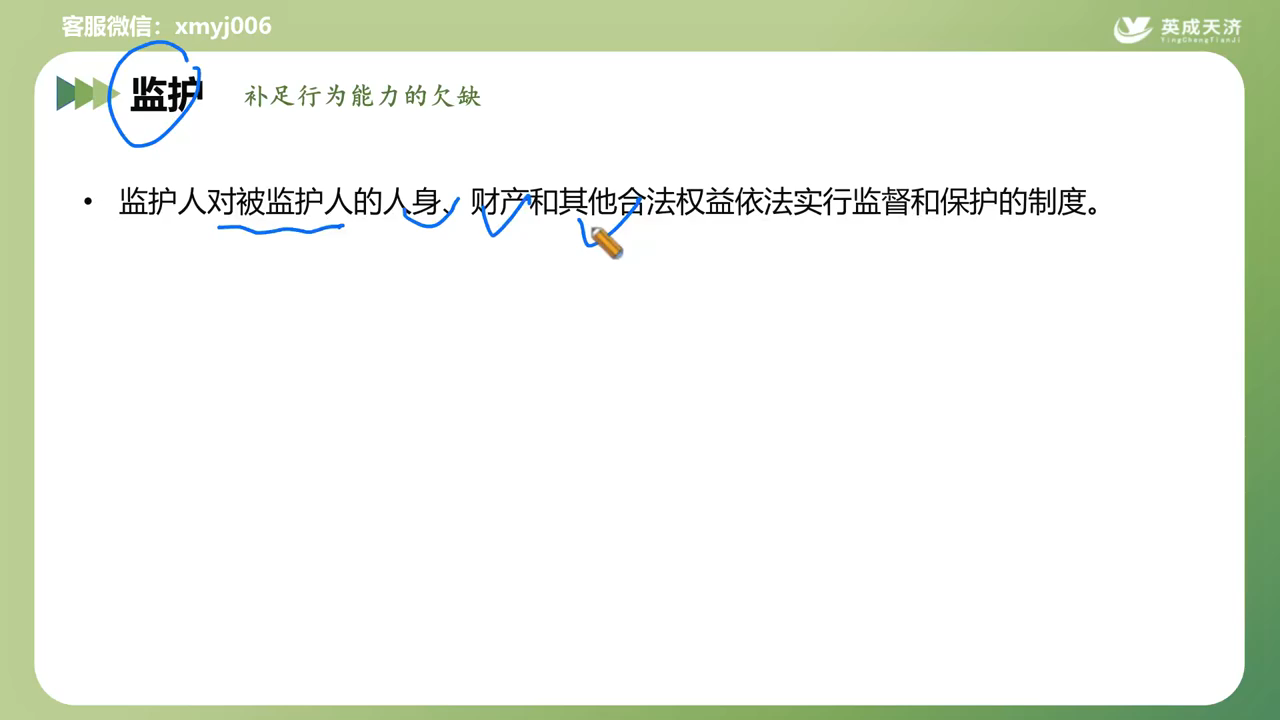 客服微信：xmyj006
英成天济
YingChengTianJi
监护
补足行为能力的欠缺
• 监护人对被监护人的人身、财产和其他合法权益依法实行监督和保护的制度。